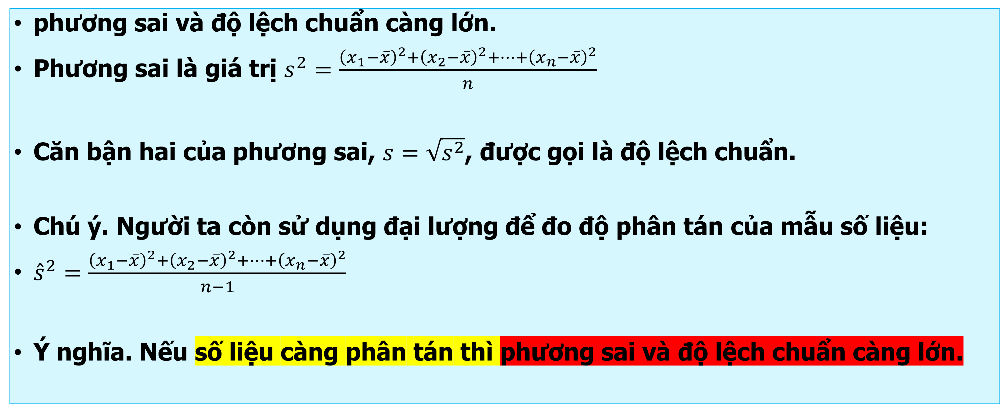 • phương sai và độ lệch chuẩn càng lớn.
• Phương sai là giá trị $s^2 = \frac{(x_1-\bar{x})^2+(x_2-\bar{x})^2+\cdots+(x_n-\bar{x})^2}{n}$
• Căn bận hai của phương sai, $s = \sqrt{s^2}$, được gọi là độ lệch chuẩn.
• Chú ý. Người ta còn sử dụng đại lượng để đo độ phân tán của mẫu số liệu:
• $\hat{s}^2 = \frac{(x_1-\bar{x})^2+(x_2-\bar{x})^2+\cdots+(x_n-\bar{x})^2}{n-1}$
• Ý nghĩa. Nếu số liệu càng phân tán thì phương sai và độ lệch chuẩn càng lớn.